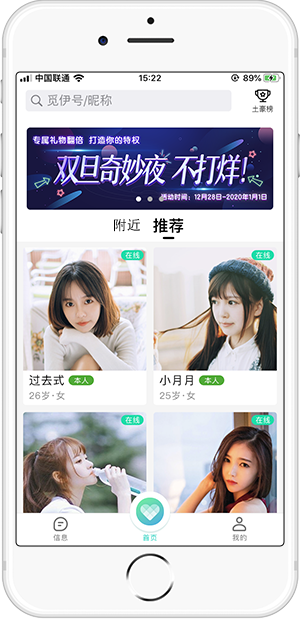 中国联通
15:22
89%
觅伊号/昵称
土豪榜
专属礼物翻倍 打造你的特权
双旦奇妙夜 不打烊!
活动时间：12月28日-2020年1月1日
附近 推荐
在线
在线
过去式 本人
小月月 本人
26岁·女
25岁·女
在线
在线
信息
首页
我的